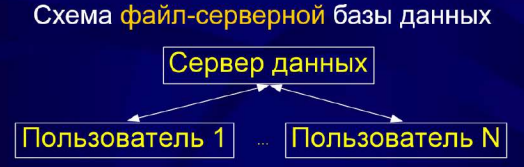 Схема файл-серверной базы данных
Сервер данных
Пользователь 1 ... Пользователь N